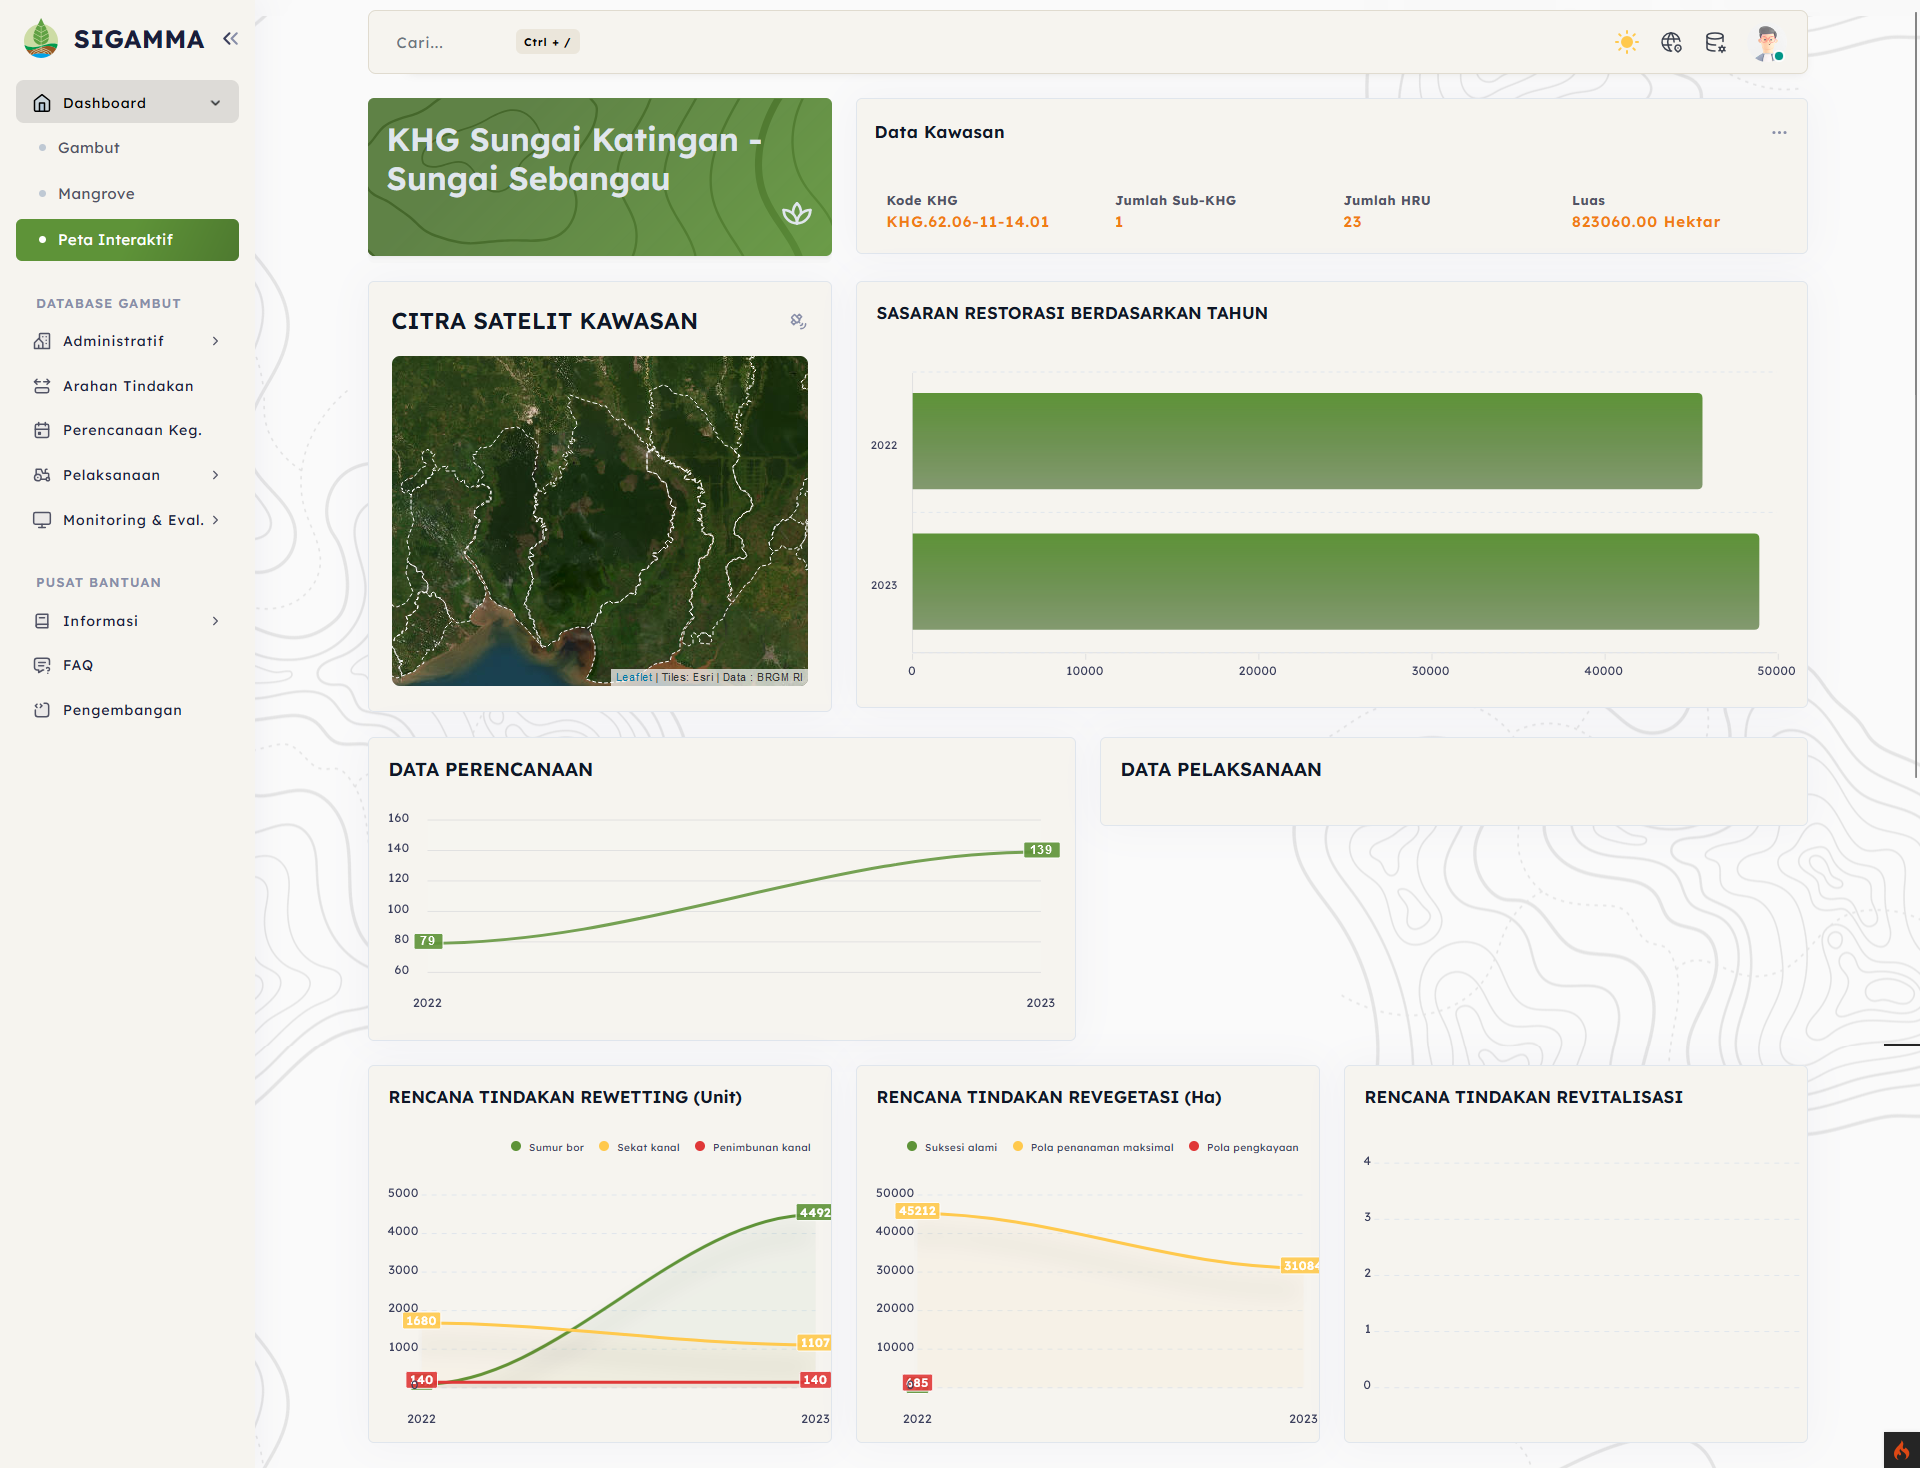 SIGAMMA
Dashboard
Gambut
Mangrove
Peta Interaktif
DATABASE GAMBUT
Administratif
Arahan Tindakan
Perencanaan Keg.
Pelaksanaan
Monitoring & Eval.
PUSAT BANTUAN
Informasi
FAQ
Pengembangan
Cari...
Ctrl + /
KHG Sungai Katingan -
Sungai Sebangau
Data Kawasan
Kode KHG
KHG.62.06-11-14.01
Jumlah Sub-KHG
1
Jumlah HRU
23
Luas
823060.00 Hektar
CITRA SATELIT KAWASAN
Leaflet | Tiles: Esri | Data : BRGM RI
SASARAN RESTORASI BERDASARKAN TAHUN
2022
2023
0 10000 20000 30000 40000 50000
DATA PERENCANAAN
160
140
139
120
100
80
79
60
2022 2023
DATA PELAKSANAAN
RENCANA TINDAKAN REWETTING (Unit)
Sumur bor Sekat kanal Penimbunan kanal
5000
4492
4000
3000
2000
1680
1107
1000
140
140
0
2022 2023
RENCANA TINDAKAN REVEGETASI (Ha)
Suksesi alami Pola penanaman maksimal Pola pengkayaan
50000
45212
40000
31084
30000
20000
10000
2022 2023
RENCANA TINDAKAN REVITALISASI
4
3
2
1
0